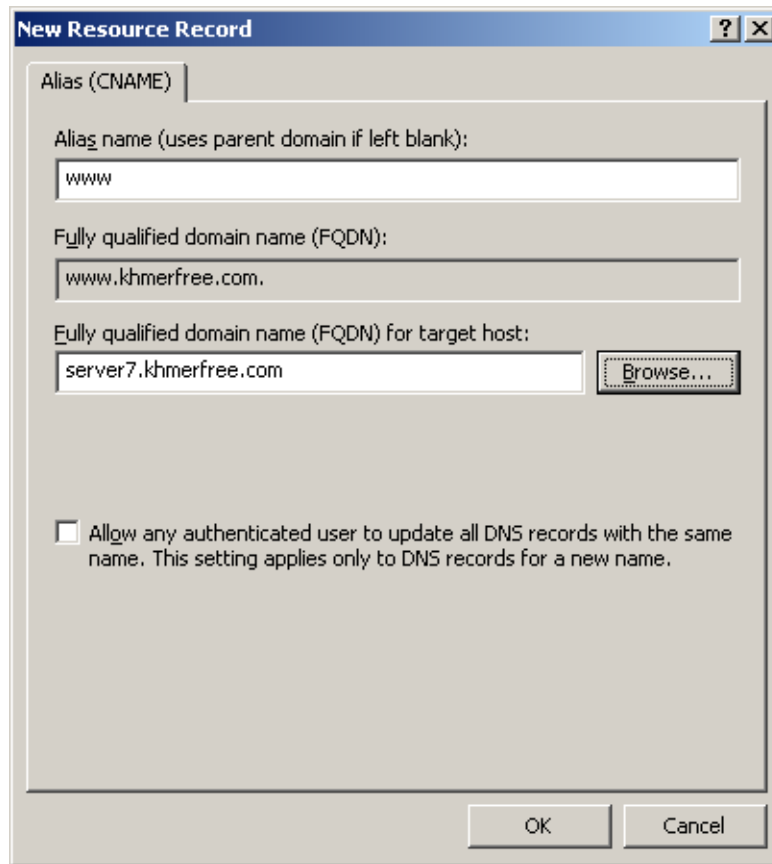 New Resource Record
Alias (CNAME)
Alias name (uses parent domain if left blank):
www
Fully qualified domain name (FQDN):
www.khmerfree.com.
Fully qualified domain name (FQDN) for target host:
server7.khmerfree.com
Browse...
Allow any authenticated user to update all DNS records with the same
name. This setting applies only to DNS records for a new name.
OK
Cancel